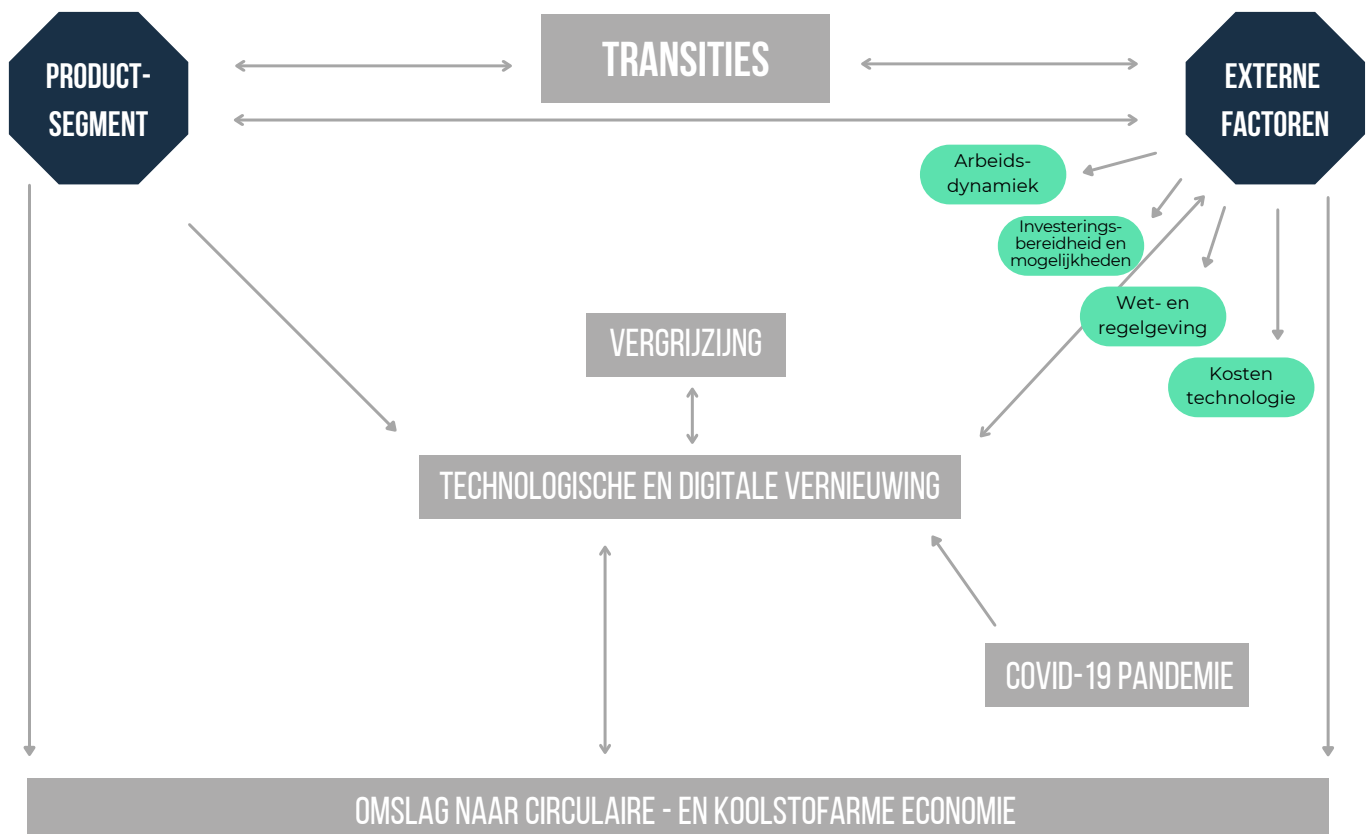 PRODUCT-
SEGMENT
TRANSITIES
EXTERNE
FACTOREN
Arbeids-
dynamiek
Investerings-
bereidheid en
mogelijkheden
Wet- en
regelgeving
Kosten
technologie
VERGRIJZIJNG
TECHNOLOGISCHE EN DIGITALE VERNIEUWING
COVID-19 PANDEMIE
OMSLAG NAAR CIRCULAIRE - EN KOOLSTOFARME ECONOMIE